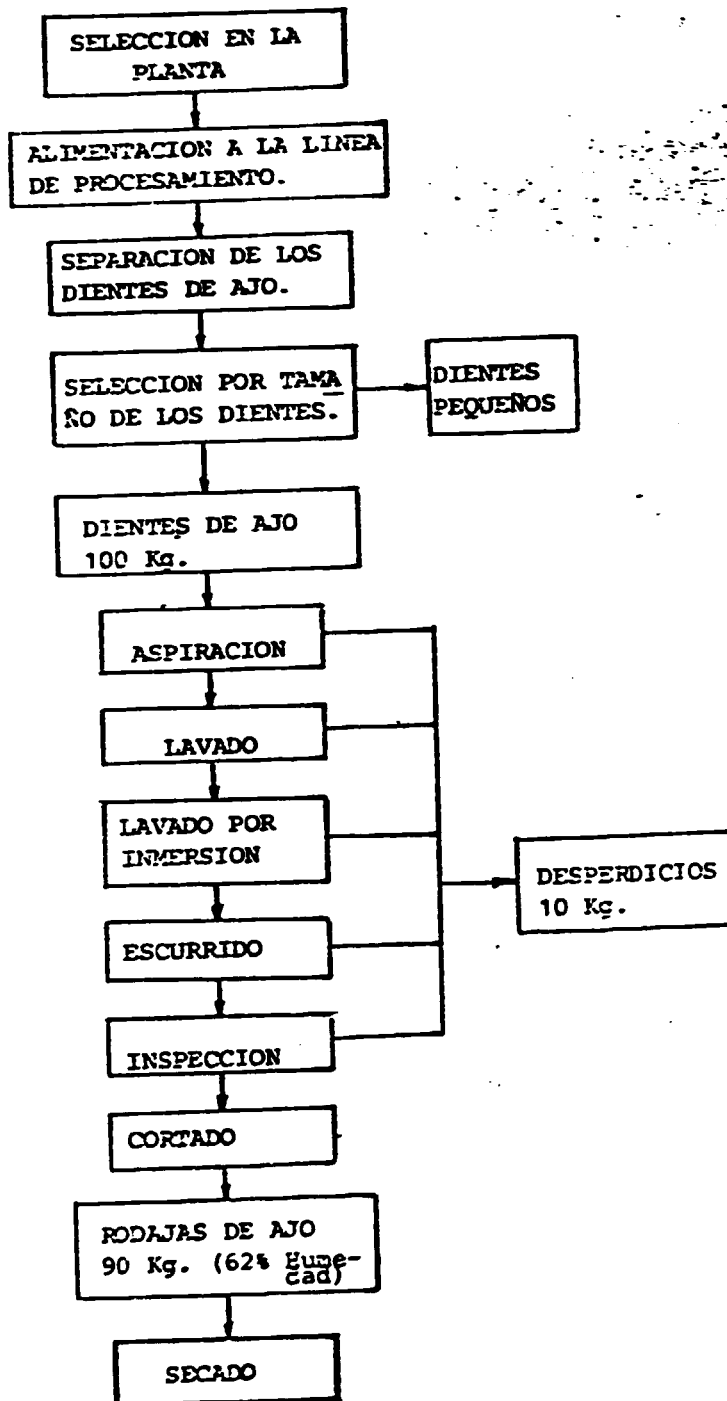 SELECCION EN LA
PLANTA
ALIMENTACION A LA LINEA
DE PROCESAMIENTO.
SEPARACION DE LOS
DIENTES DE AJO.
SELECCION POR TAMA
ÑO DE LOS DIENTES.
DIENTES
PEQUEÑOS
DIENTES DE AJO
100 Kg.
ASPIRACION
LAVADO
LAVADO POR
INMERSION
DESPERDICIOS
10 Kg.
ESCURRIDO
INSPECCION
CORTADO
RODAJAS DE AJO
90 Kg. (62% Hume-
dad)
SECADO